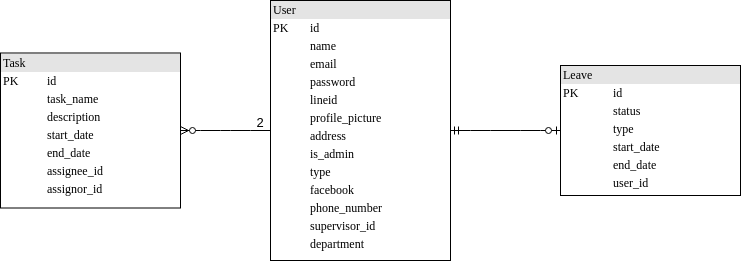 Task
PK id
task_name
description
start_date
end_date
assignee_id
assignor_id
2
User
PK id
name
email
password
lineid
profile_picture
address
is_admin
type
facebook
phone_number
supervisor_id
department
Leave
PK id
status
type
start_date
end_date
user_id